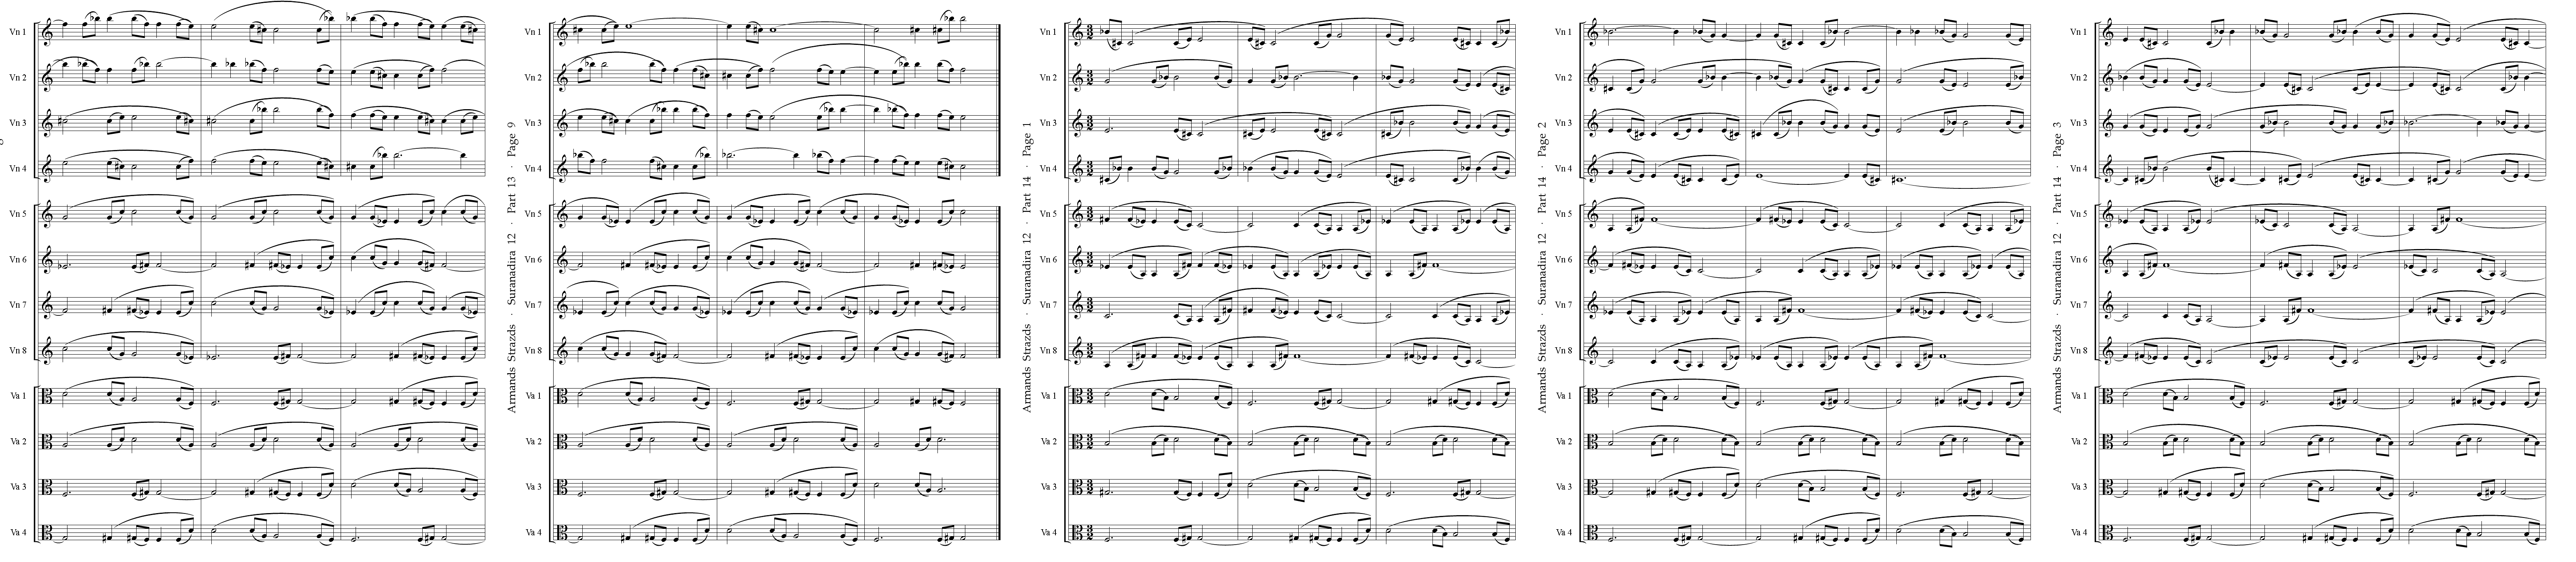 Vn 1
Vn 2
Vn 3
Vn 4
Vn 5
Vn 6
Vn 7
Vn 8
Va 1
Va 2
Va 3
Va 4
Armands Strazds · Suranadira 12 · Part 13 · Page 9
Vn 1
Vn 2
Vn 3
Vn 4
Vn 5
Vn 6
Vn 7
Vn 8
Va 1
Va 2
Va 3
Va 4
Armands Strazds · Suranadira 12 · Part 14 · Page 1
Vn 1
Vn 2
Vn 3
Vn 4
Vn 5
Vn 6
Vn 7
Vn 8
Va 1
Va 2
Va 3
Va 4
Armands Strazds · Suranadira 12 · Part 14 · Page 2
Vn 1
Vn 2
Vn 3
Vn 4
Vn 5
Vn 6
Vn 7
Vn 8
Va 1
Va 2
Va 3
Va 4
Armands Strazds · Suranadira 12 · Part 14 · Page 3
Vn 1
Vn 2
Vn 3
Vn 4
Vn 5
Vn 6
Vn 7
Vn 8
Va 1
Va 2
Va 3
Va 4